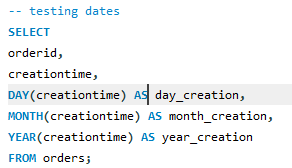 -- testing dates
SELECT
orderid,
creationtime,
DAY(creationtime) AS day_creation,
MONTH(creationtime) AS month_creation,
YEAR(creationtime) AS year_creation
FROM orders;